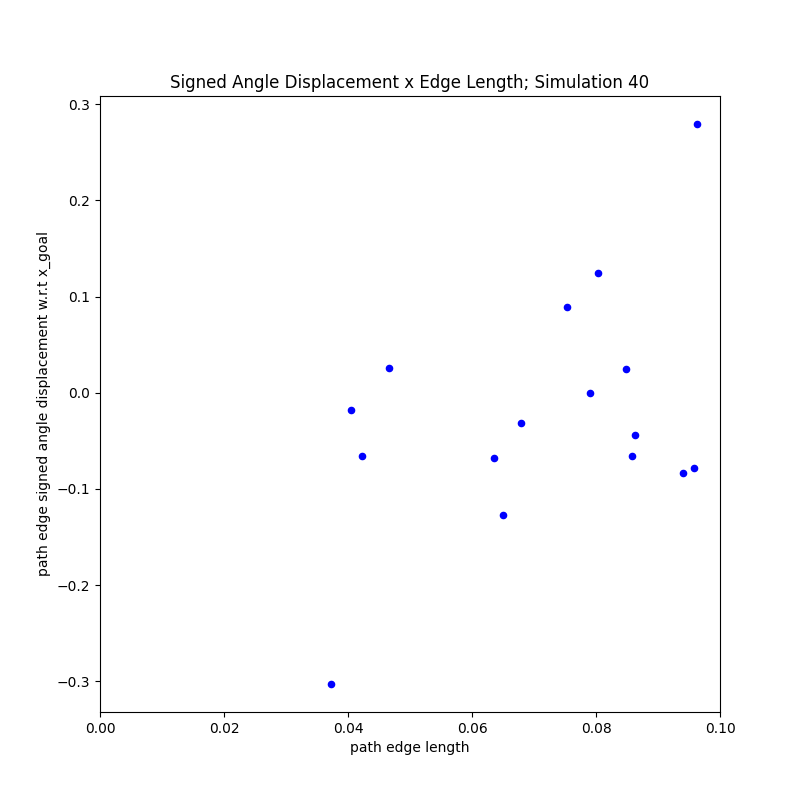 Signed Angle Displacement x Edge Length; Simulation 40
0.3
0.2
0.1
0.0
−0.1
−0.2
−0.3
path edge signed angle displacement w.r.t x_goal
0.00 0.02 0.04 0.06 0.08 0.10
path edge length